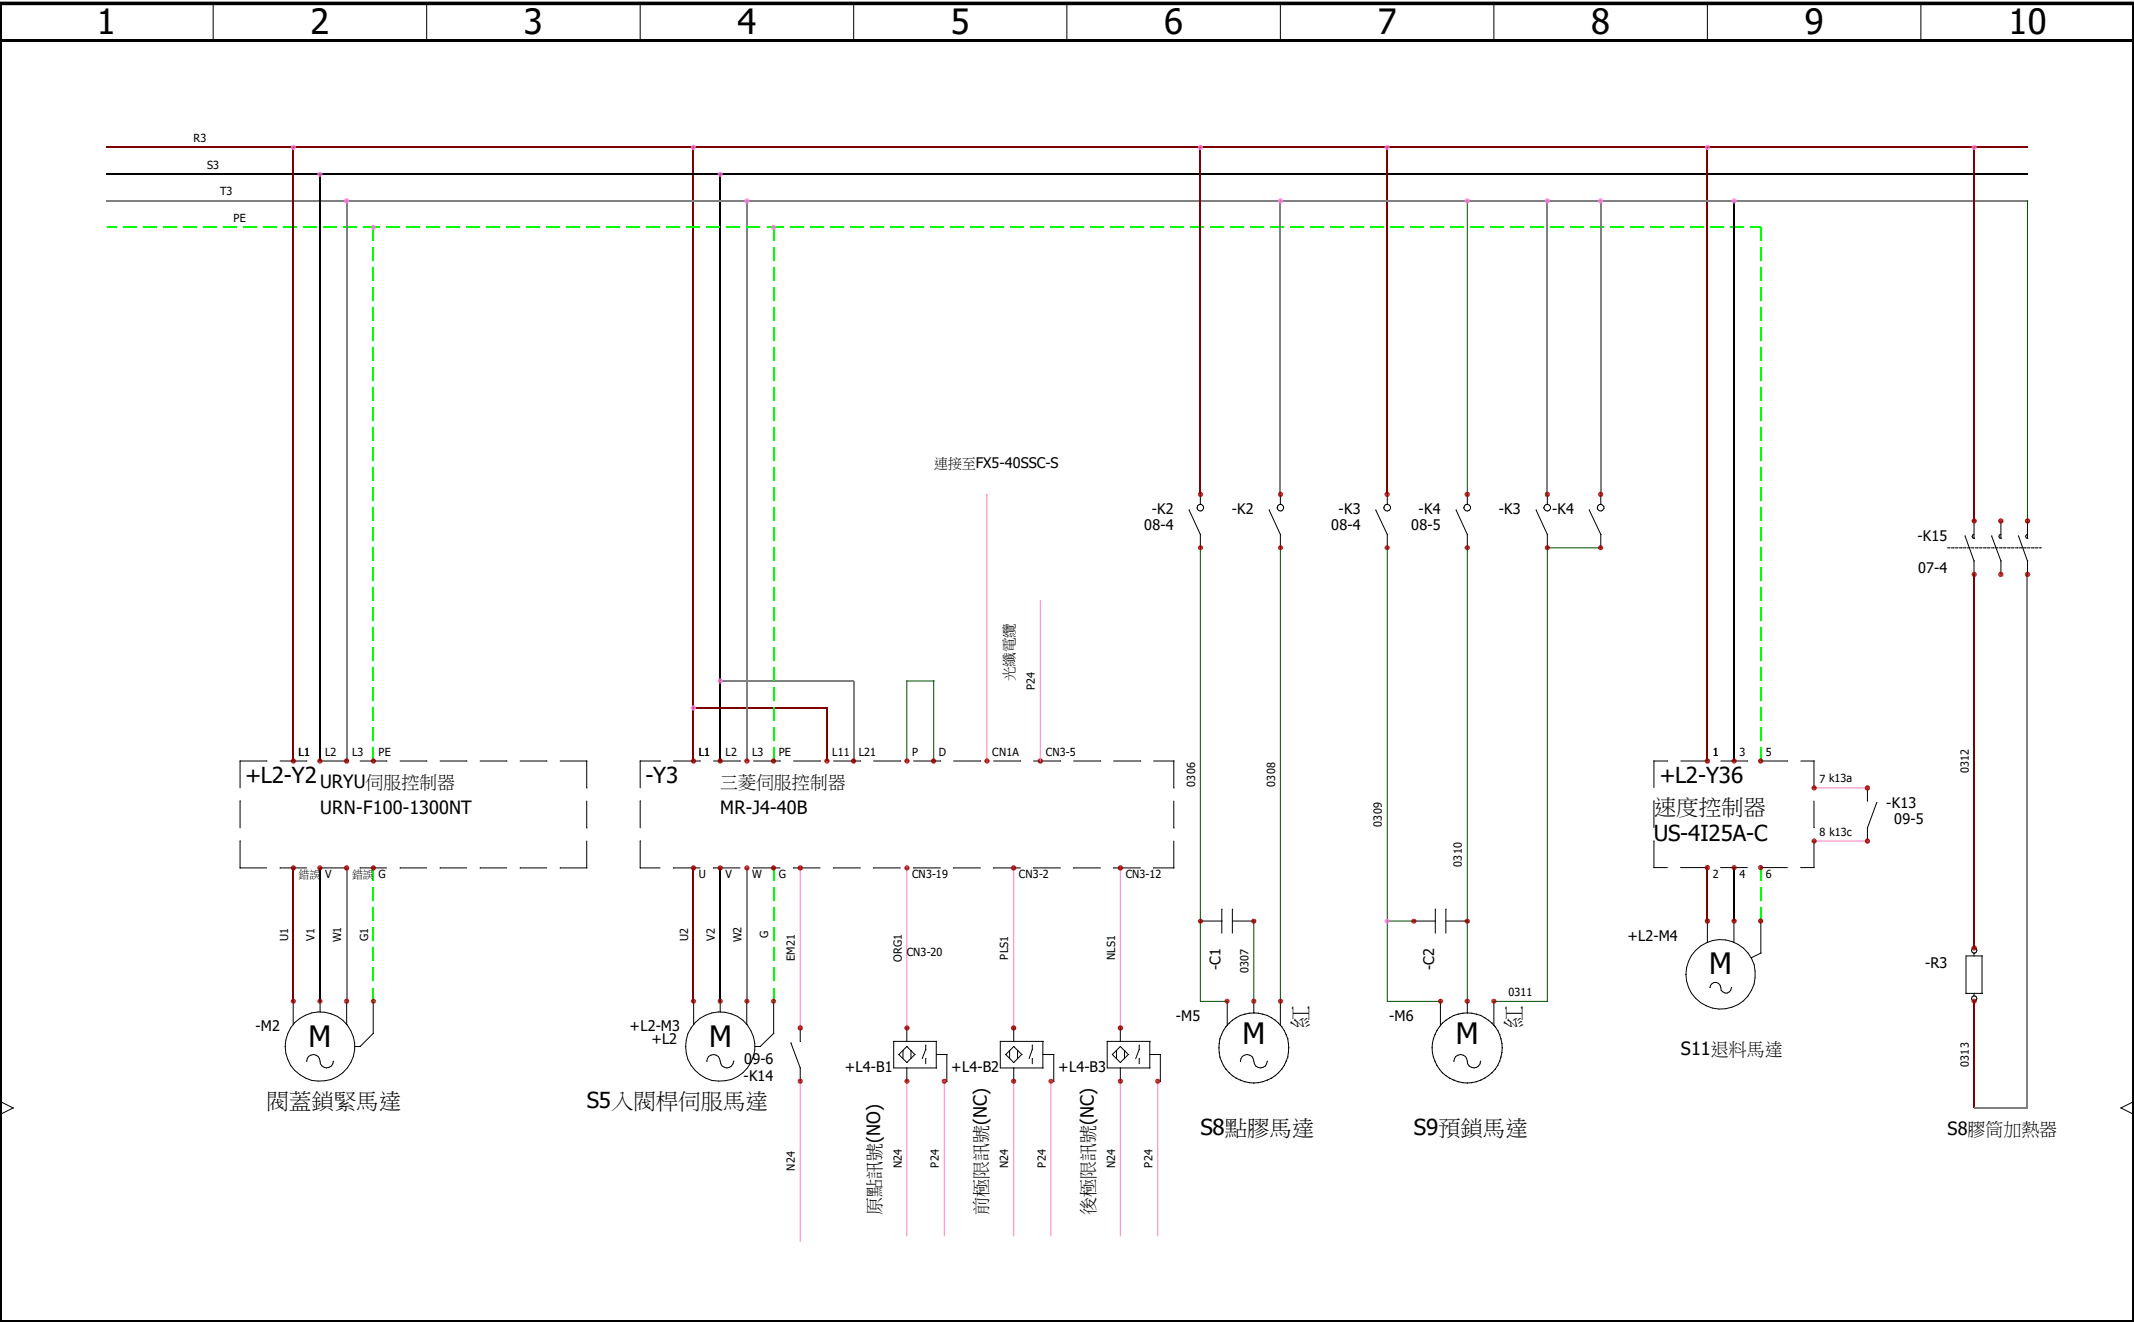 1 2 3 4 5 6 7 8 9 10
R3
S3
T3
PE
連接至FX5-40SSC-S
-K2
08-4
-K2
-K3
08-4
-K4
08-5
-K3
-K4
-K15
07-4
光纖電纜
P24
L1 L2 L3 PE
+L2-Y2
URYU伺服控制器
URN-F100-1300NT
錯誤 V 錯誤 G
U1
V1
W1
G1
-M2
M
閥蓋鎖緊馬達
L1 L2 L3 PE L11 L21 P D CN1A CN3-5
-Y3
三菱伺服控制器
MR-J4-40B
U V W G CN3-19 CN3-2 CN3-12
U2
V2
W2
G
EM21
ORG1
CN3-20
PLS1
NLS1
+L2-M3
+L2
M
09-6
-K14
S5入閥桿伺服馬達
N24
+L4-B1
原點訊號(NO)
N24
P24
+L4-B2
前極限訊號(NC)
N24
P24
+L4-B3
後極限訊號(NC)
N24
P24
0306
0308
-C1
0307
-M5
M
紅
S8點膠馬達
0309
0310
-C2
0311
-M6
M
紅
S9預鎖馬達
1 3 5
+L2-Y36
速度控制器
US-4I25A-C
7 k13a
8 k13c
-K13
09-5
2 4 6
+L2-M4
M
S11退料馬達
0312
-R3
0313
S8膠筒加熱器